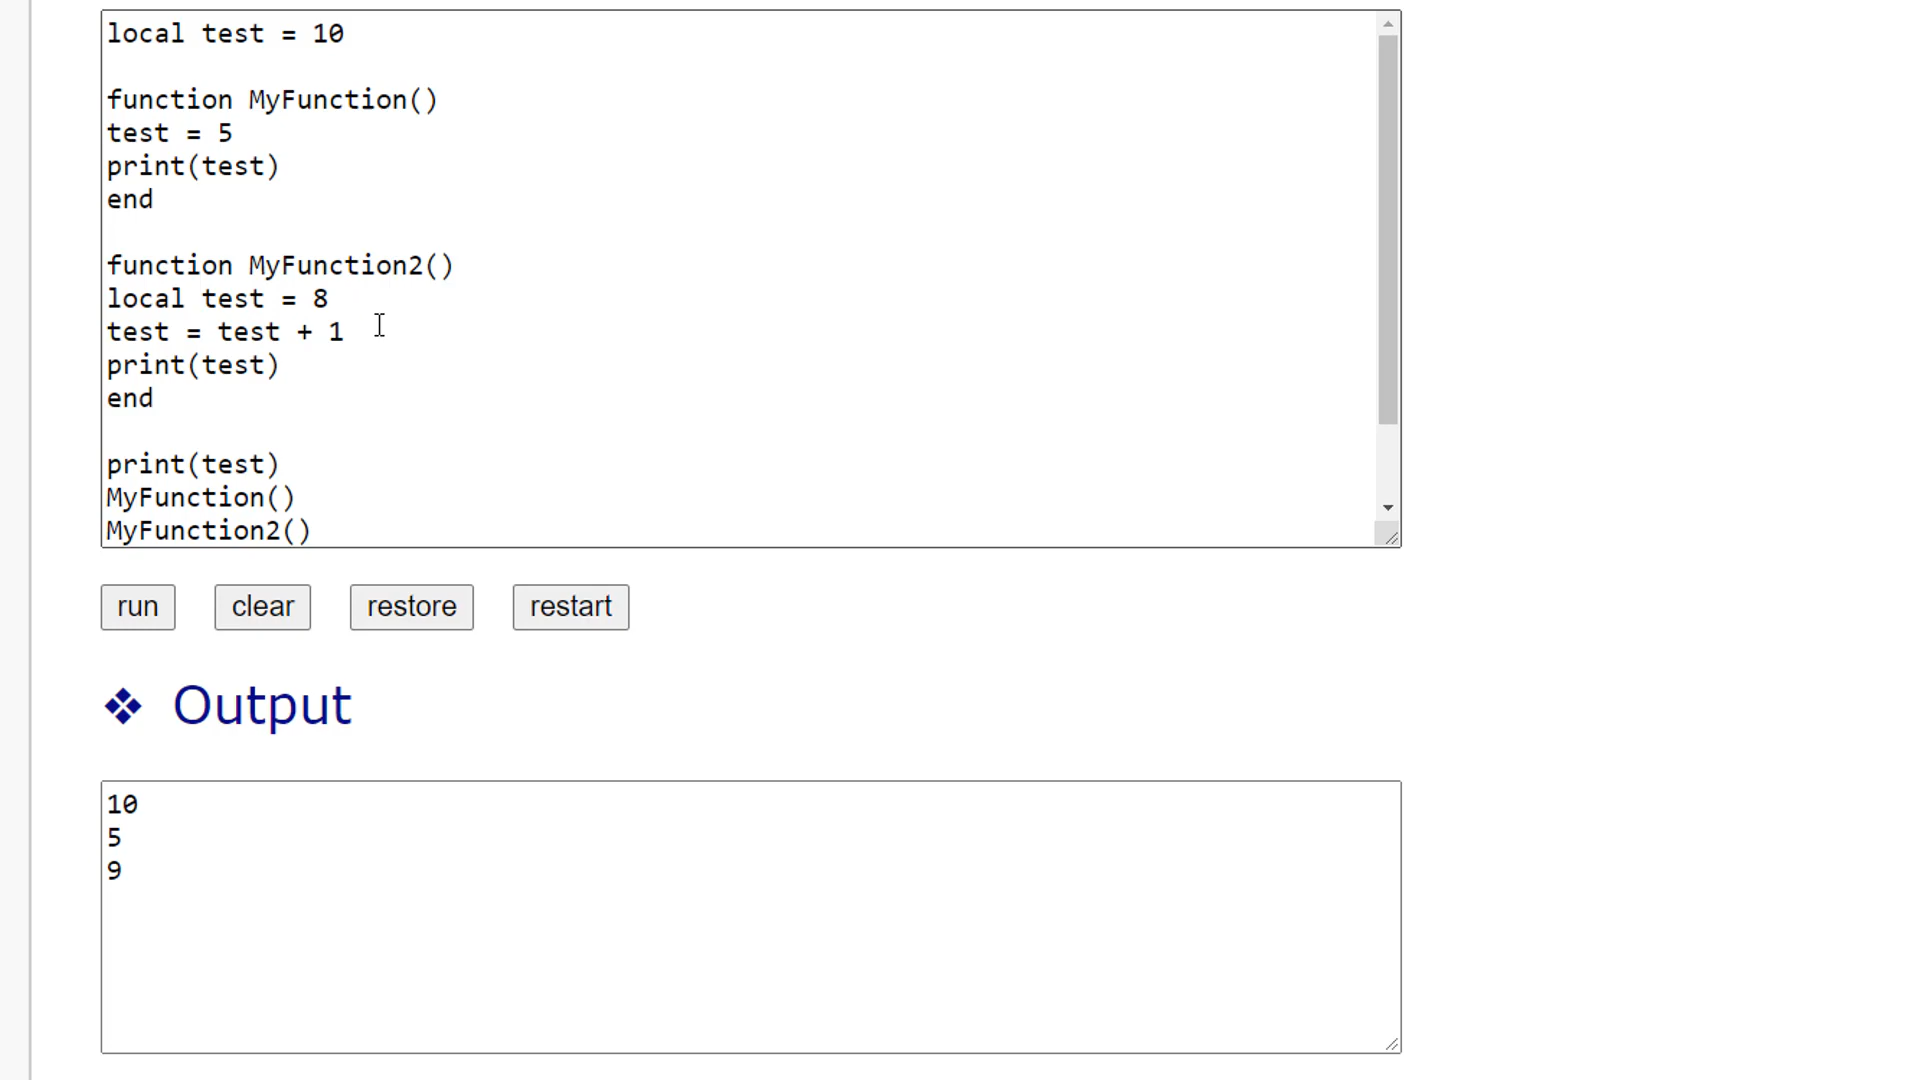 local test = 10
function MyFunction()
test = 5
print(test)
end
function MyFunction2()
local test = 8
test = test + 1
print(test)
end
print(test)
MyFunction()
MyFunction2()
run clear restore restart
❖ Output
10
5
9